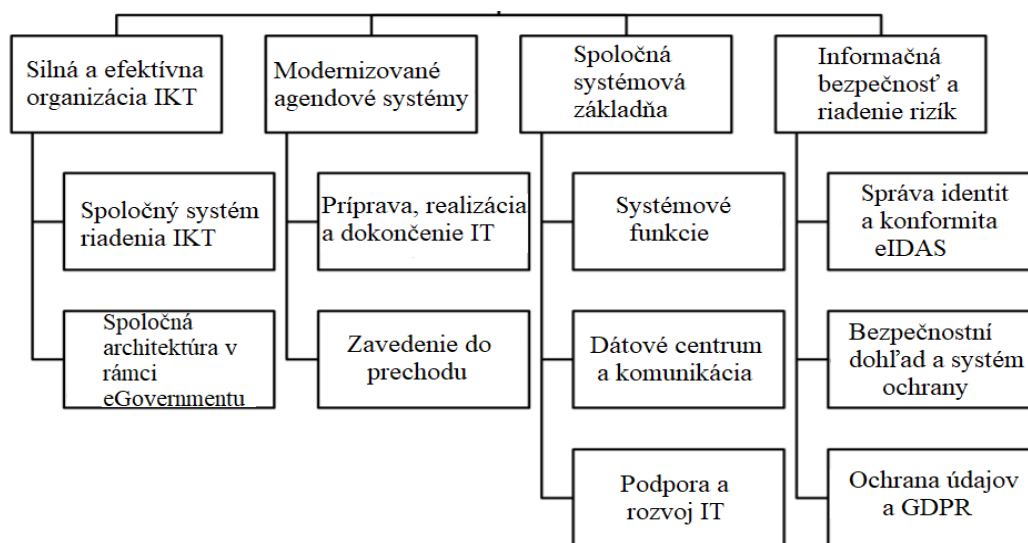 Silná a efektívna
organizácia IKT
Modernizované
agendové systémy
Spoločná
systémová
základňa
Informačná
bezpečnosť a
riadenie rizík
Spoločný systém
riadenia IKT
Príprava, realizácia
a dokončenie IT
Systémové
funkcie
Správa identit
a konformita
eIDAS
Spoločná
architektúra v
rámci
eGovernmentu
Zavedenie do
prechodu
Dátové centrum
a komunikácia
Bezpečnostní
dohľad a systém
ochrany
Podpora a
rozvoj IT
Ochrana údajov
a GDPR